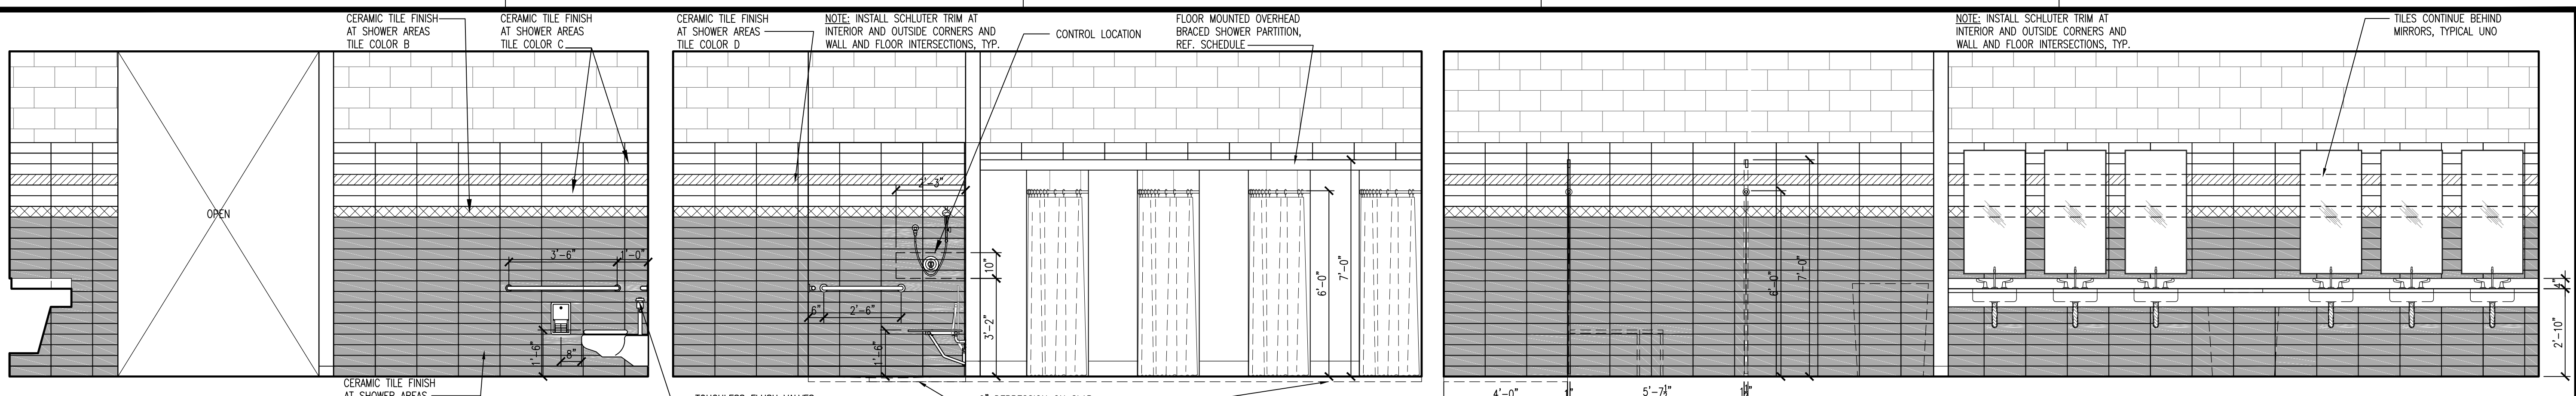 CERAMIC TILE FINISH
AT SHOWER AREAS
TILE COLOR B
CERAMIC TILE FINISH
AT SHOWER AREAS
TILE COLOR C
CERAMIC TILE FINISH
AT SHOWER AREAS
TILE COLOR D
NOTE: INSTALL SCHLUTER TRIM AT
INTERIOR AND OUTSIDE CORNERS AND
WALL AND FLOOR INTERSECTIONS, TYP.
CONTROL LOCATION
FLOOR MOUNTED OVERHEAD
BRACED SHOWER PARTITION,
REF. SCHEDULE
NOTE: INSTALL SCHLUTER TRIM AT
INTERIOR AND OUTSIDE CORNERS AND
WALL AND FLOOR INTERSECTIONS, TYP.
TILES CONTINUE BEHIND
MIRRORS, TYPICAL UNO
OPEN
3'-6"
1'-0"
1'-6"
8"
2'-3"
10"
6"
2'-6"
1'-6"
3'-2"
6'-0"
7'-0"
6'-0"
7'-0"
4"
2'-10"
CERAMIC TILE FINISH
AT SHOWER AREAS
4'-0"
1"
5'-7½"